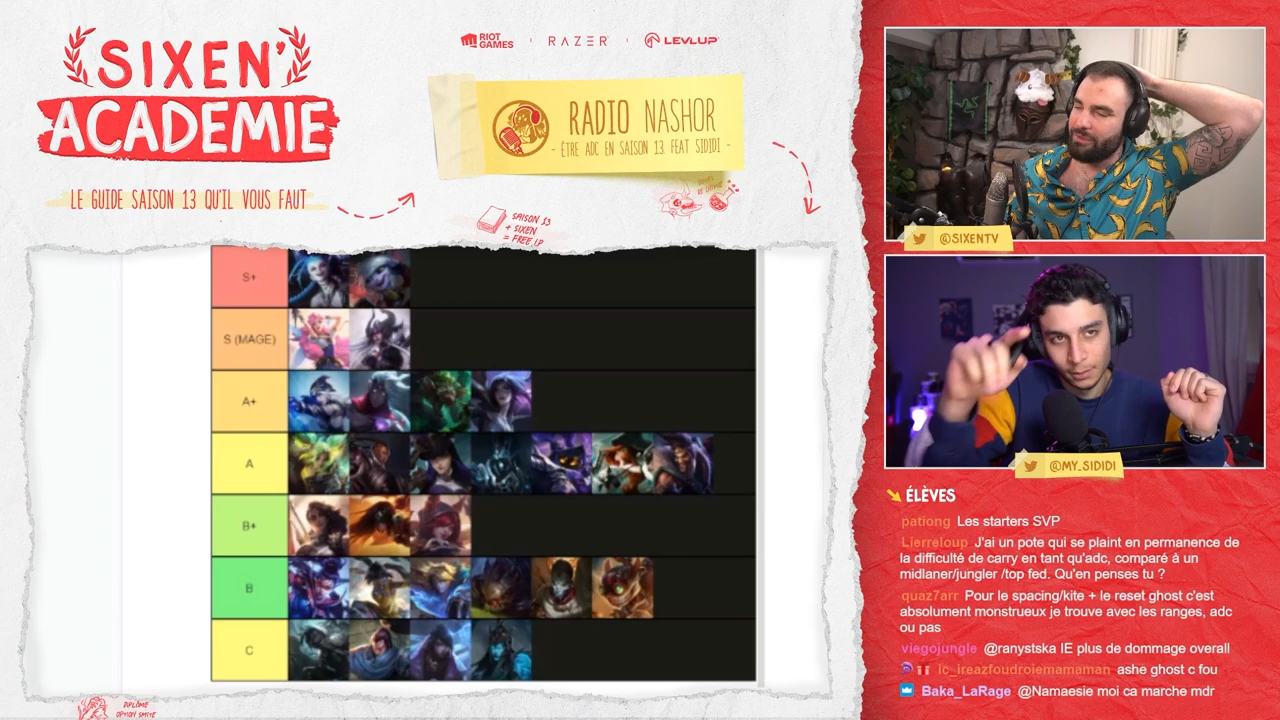 SIXEN'
ACADEMIE
LE GUIDE SAISON 13 QU'IL VOUS FAUT
RIOT
GAMES
RAZER
LEVLUP
RADIO NASHOR
- ÊTRE ADC EN SAISON 13. FEAT SIDIDI -
SAISON 13
+ SIXEN
= FREE LP
S+
S (MAGE)
A+
A
B+
B
C
DIPLÔME
OPTION SMITE
@SIXENTV
@MY_SIDIDI
ÉLÈVES
pationg Les starters SVP
Lierreloup J'ai un pote qui se plaint en permanence de
la difficulté de carry en tant qu'adc, comparé à un
midlaner/jungler /top fed. Qu'en penses tu ?
quaz7arr Pour le spacing/kite + le reset ghost c'est
absolument monstrueux je trouve avec les ranges, adc
ou pas
viegojungle @ranystska IE plus de dommage overall
lc_ireazfoudroiemamaman ashe ghost c fou
Baka_LaRage @Namaesie moi ca marche mdr